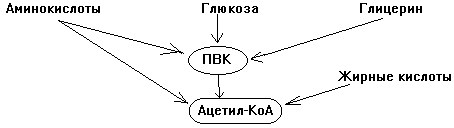 Аминокислоты Глюкоза Глицерин
ПВК
Жирные кислоты
Ацетил-КоА